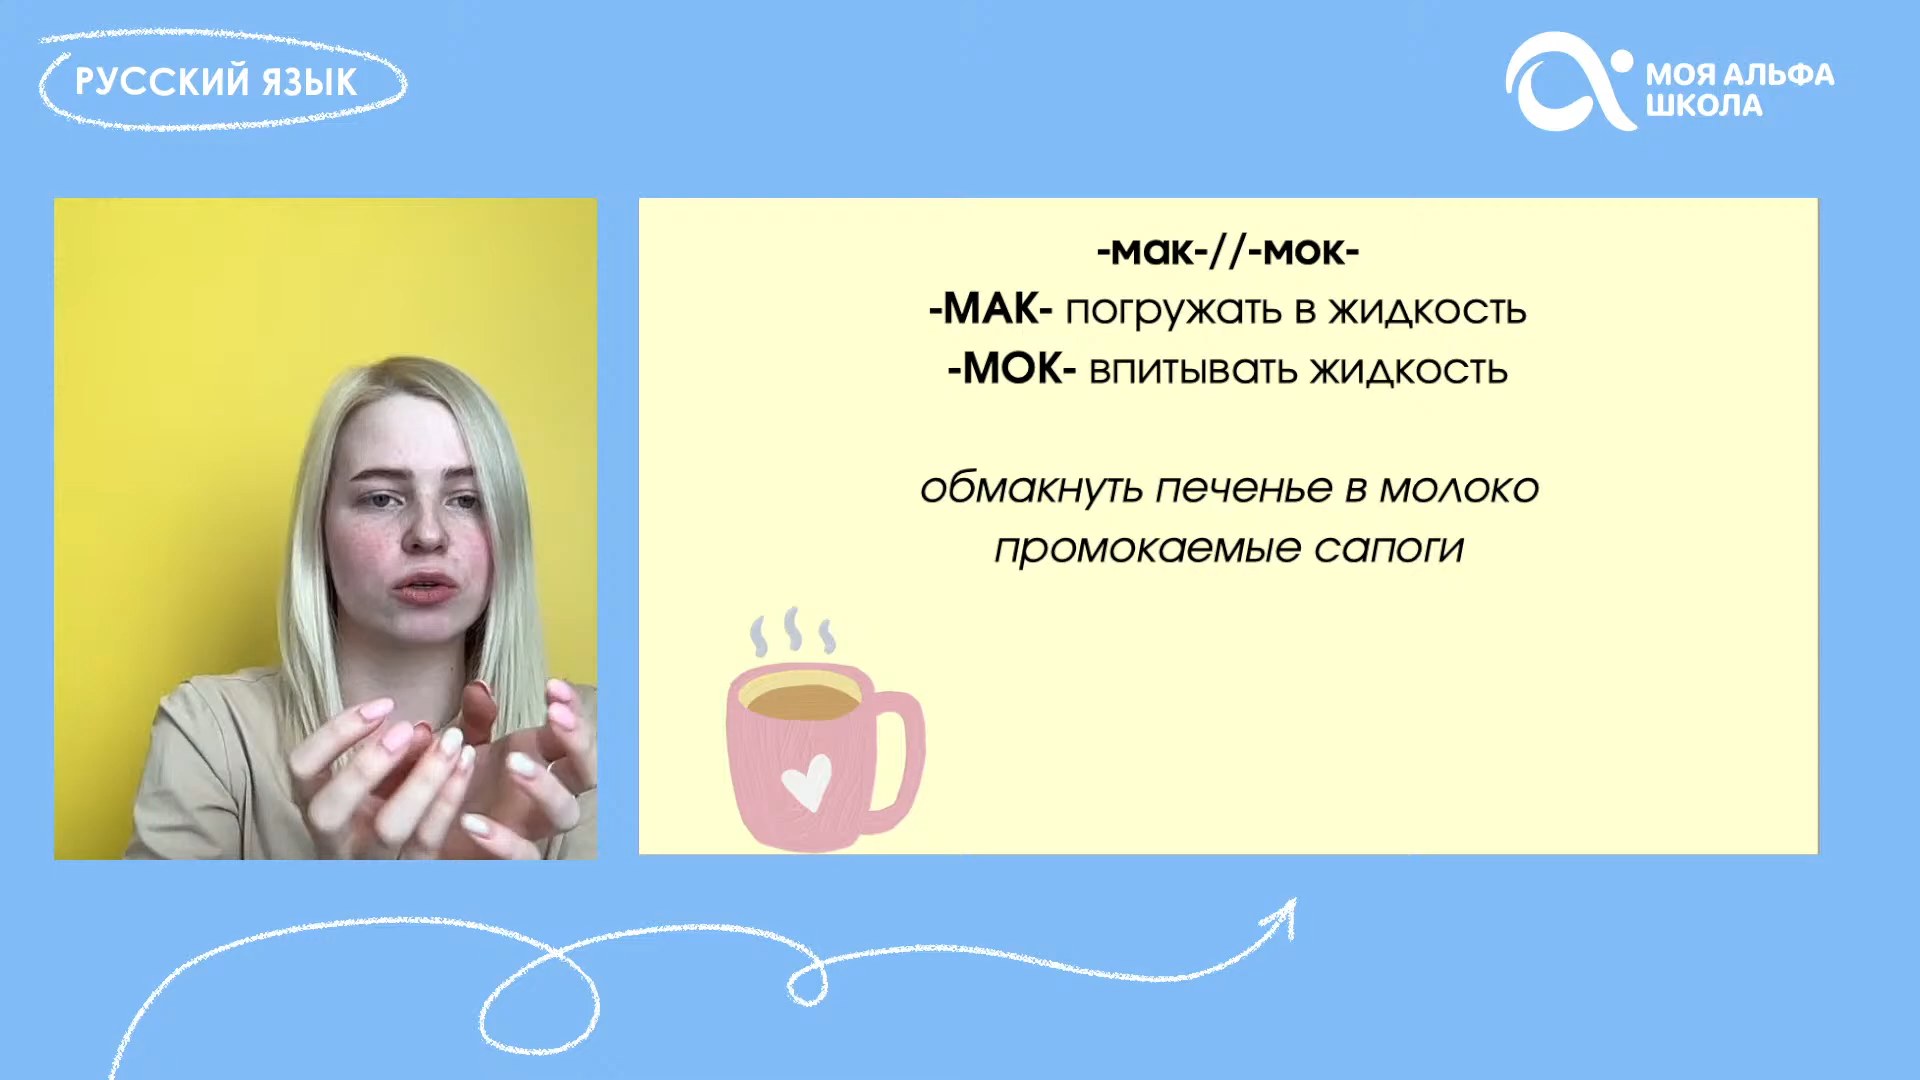 РУССКИЙ ЯЗЫК
МОЯ АЛЬФА
ШКОЛА
-мак-//-мок-
-МАК- погружать в жидкость
-МОК- впитывать жидкость
обмакнуть печенье в молоко
промокаемые сапоги